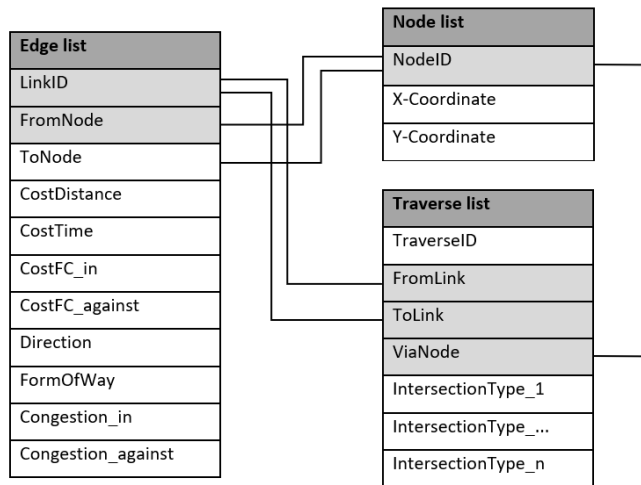 Edge list
LinkID
FromNode
ToNode
CostDistance
CostTime
CostFC_in
CostFC_against
Direction
FormOfWay
Congestion_in
Congestion_against
Node list
NodeID
X-Coordinate
Y-Coordinate
Traverse list
TraverseID
FromLink
ToLink
ViaNode
IntersectionType_1
IntersectionType_...
IntersectionType_n